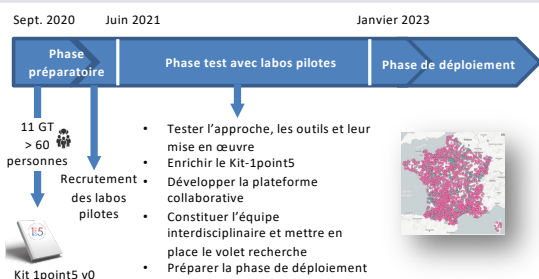 Sept. 2020
Juin 2021
Janvier 2023
Phase
préparatoire
Phase test avec labos pilotes
Phase de déploiement
11 GT
> 60
personnes
Recrutement
des labos
pilotes
Kit 1point5 v0
• Tester l'approche, les outils et leur
mise en œuvre
• Enrichir le Kit-1point5
• Développer la plateforme
collaborative
• Constituer l'équipe
interdisciplinaire et mettre en
place le volet recherche
• Préparer la phase de déploiement